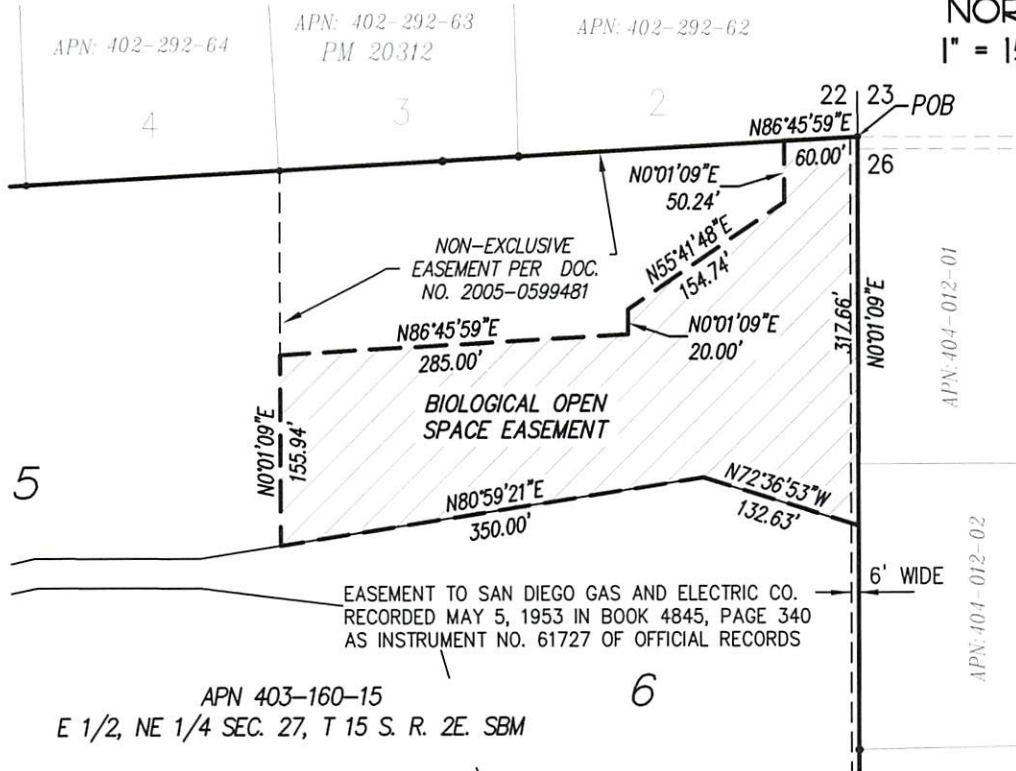 NOR
1" = 15
APN: 402-292-64
APN: 402-292-63
PM 20312
APN: 402-292-62
4
3
2
22
23
26
POB
N86°45'59"E
60.00'
N0°01'09"E
50.24'
NON-EXCLUSIVE
EASEMENT PER DOC.
NO. 2005-0599481
N55°41'48"E
154.74'
N0°01'09"E
20.00'
317.66'
N0°01'09"E
APN:404-012-01
N86°45'59"E
285.00'
BIOLOGICAL OPEN
SPACE EASEMENT
N0°01'09"E
155.94'
5
N80°59'21"E
350.00'
N72°36'53"W
132.63'
6' WIDE
APN:404-012-02
EASEMENT TO SAN DIEGO GAS AND ELECTRIC CO.
RECORDED MAY 5, 1953 IN BOOK 4845, PAGE 340
AS INSTRUMENT NO. 61727 OF OFFICIAL RECORDS
6
APN 403-160-15
E 1/2, NE 1/4 SEC. 27, T 15 S. R. 2E. SBM